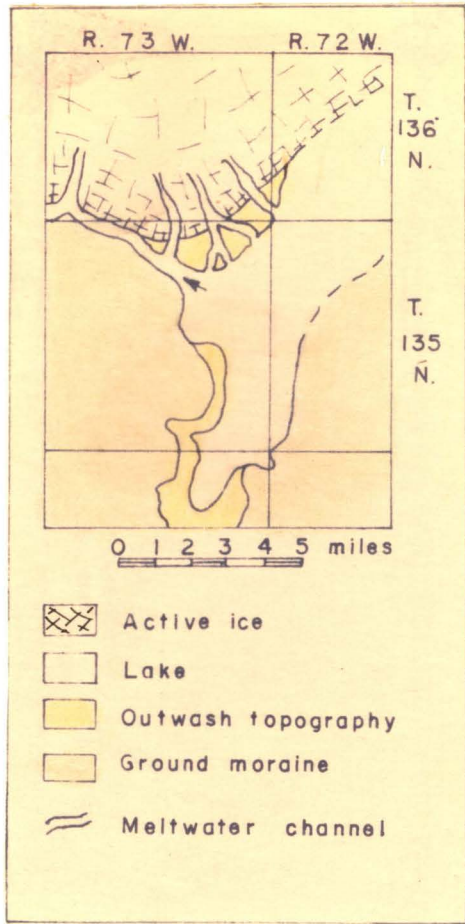 R. 73 W. R. 72 W.
T.
136
N.
T.
135
N.
0 1 2 3 4 5 miles
Active ice
Lake
Outwash topography
Ground moraine
Meltwater channel